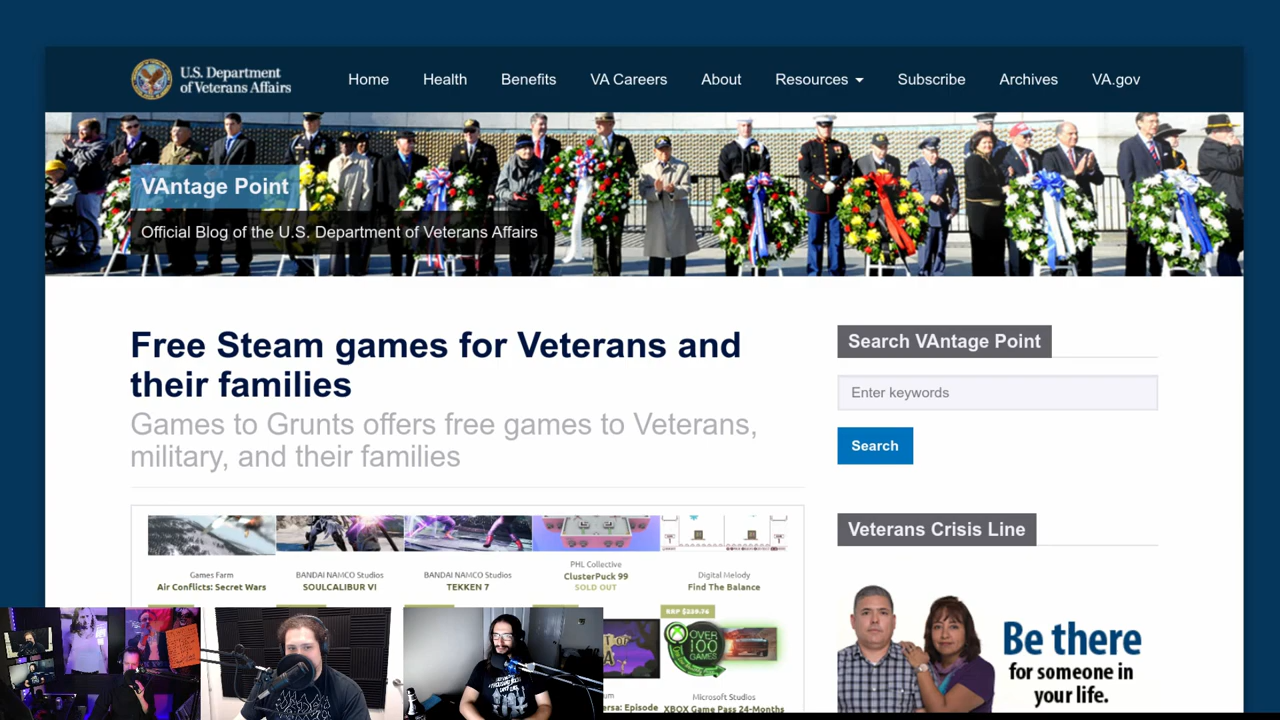 U.S. Department
of Veterans Affairs
Home
Health
Benefits
VA Careers
About
Resources
Subscribe
Archives
VA.gov
VAntage Point
Official Blog of the U.S. Department of Veterans Affairs
Free Steam games for Veterans and
their families
Games to Grunts offers free games to Veterans,
military, and their families
Search VAntage Point
Enter keywords
Search
Veterans Crisis Line
Games Farm
Air Conflicts: Secret Wars
BANDAI NAMCO Studios
SOULCALIBUR VI
BANDAI NAMCO Studios
TEKKEN 7
PHL Collective
ClusterPuck 99
SOLD OUT
Digital Melody
Find The Balance
OVER
100
GAMES
Microsoft Studios
XBOX Game Pass 24-Months
Episode
Be there
for someone in
your life.